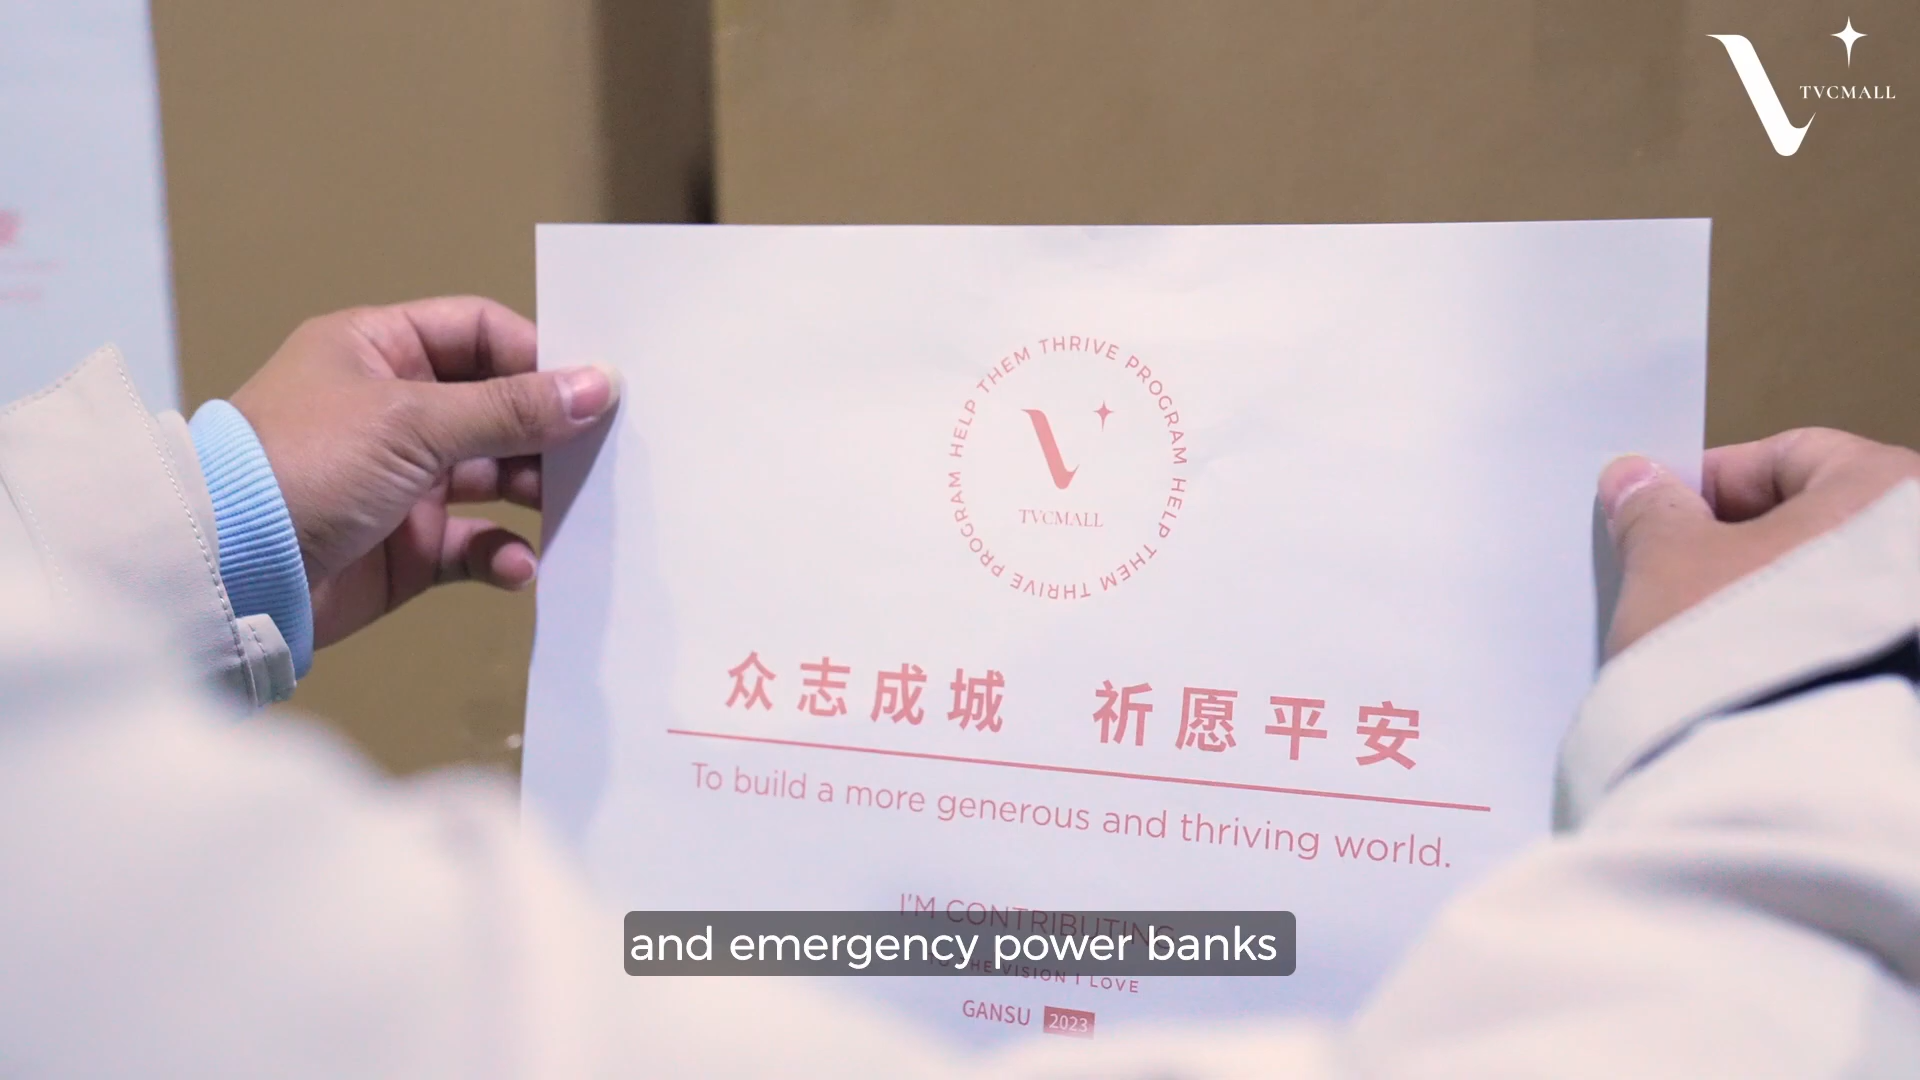 TVCMALL
HELP THEM THRIVE PROGRAM HELP THEM THRIVE PROGRAM
TVCMALL
众志成城 祈愿平安
To build a more generous and thriving world.
I'M CONTRIBUTING
and emergency power banks
THE VISION I LOVE
GANSU 2023